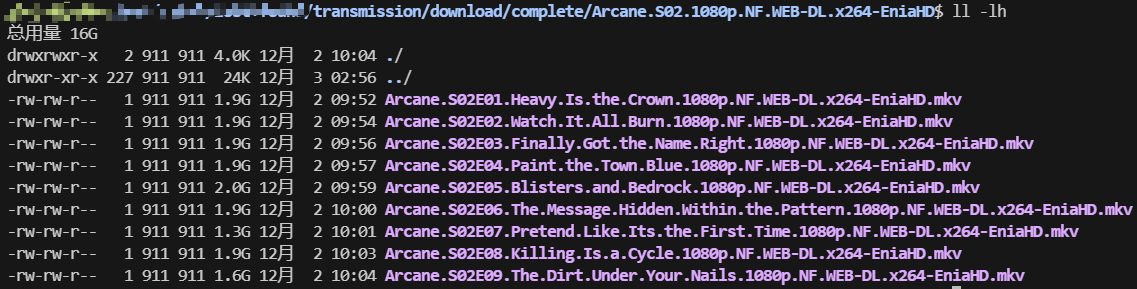 /transmission/download/complete/Arcane.S02.1080p.NF.WEB-DL.x264-EniaHD$ ll -lh
总用量 16G
drwxrwxr-x   2 911 911 4.0K 12月  2 10:04 ./
drwxr-xr-x 227 911 911  24K 12月  3 02:56 ../
-rw-rw-r--   1 911 911 1.9G 12月  2 09:52 Arcane.S02E01.Heavy.Is.the.Crown.1080p.NF.WEB-DL.x264-EniaHD.mkv
-rw-rw-r--   1 911 911 1.9G 12月  2 09:54 Arcane.S02E02.Watch.It.All.Burn.1080p.NF.WEB-DL.x264-EniaHD.mkv
-rw-rw-r--   1 911 911 1.9G 12月  2 09:56 Arcane.S02E03.Finally.Got.the.Name.Right.1080p.NF.WEB-DL.x264-EniaHD.mkv
-rw-rw-r--   1 911 911 1.9G 12月  2 09:57 Arcane.S02E04.Paint.the.Town.Blue.1080p.NF.WEB-DL.x264-EniaHD.mkv
-rw-rw-r--   1 911 911 2.0G 12月  2 09:59 Arcane.S02E05.Blisters.and.Bedrock.1080p.NF.WEB-DL.x264-EniaHD.mkv
-rw-rw-r--   1 911 911 1.9G 12月  2 10:00 Arcane.S02E06.The.Message.Hidden.Within.the.Pattern.1080p.NF.WEB-DL.x264-EniaHD.mkv
-rw-rw-r--   1 911 911 1.3G 12月  2 10:01 Arcane.S02E07.Pretend.Like.Its.the.First.Time.1080p.NF.WEB-DL.x264-EniaHD.mkv
-rw-rw-r--   1 911 911 1.9G 12月  2 10:03 Arcane.S02E08.Killing.Is.a.Cycle.1080p.NF.WEB-DL.x264-EniaHD.mkv
-rw-rw-r--   1 911 911 1.6G 12月  2 10:04 Arcane.S02E09.The.Dirt.Under.Your.Nails.1080p.NF.WEB-DL.x264-EniaHD.mkv